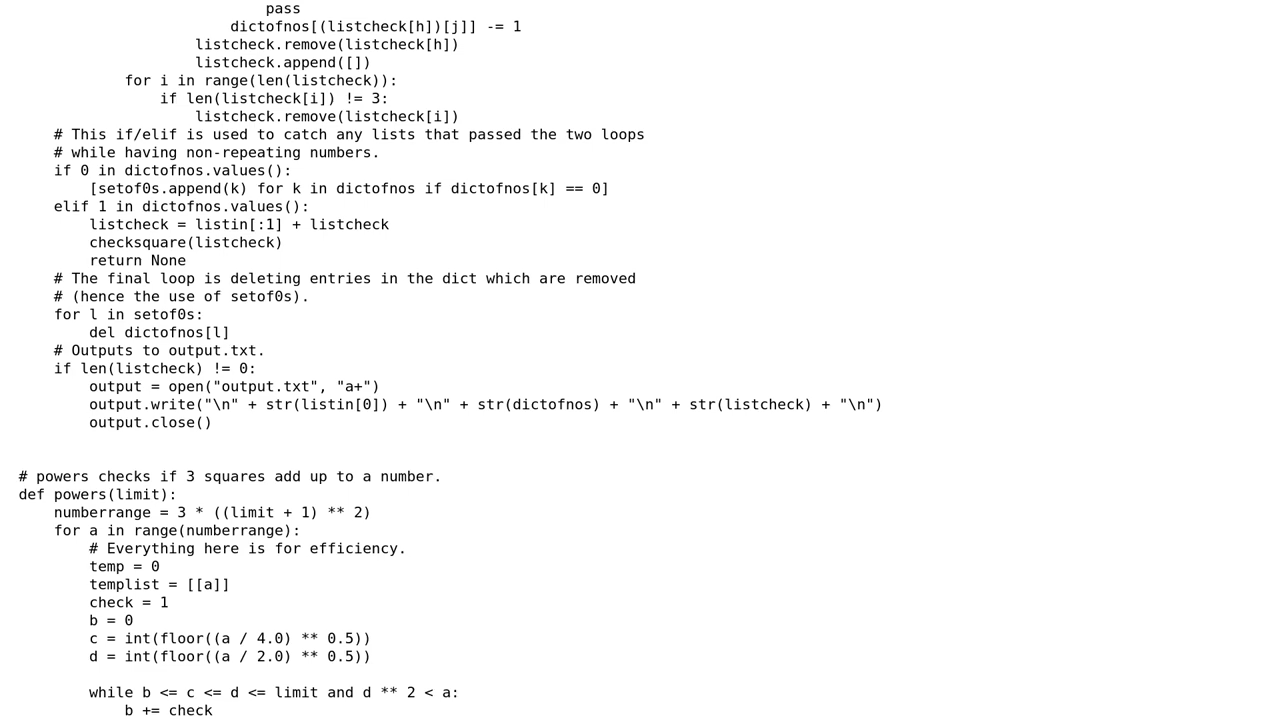 pass
                        dictofnos[(listcheck[h])[j]] -= 1
                    listcheck.remove(listcheck[h])
                    listcheck.append([])
            for i in range(len(listcheck)):
                if len(listcheck[i]) != 3:
                    listcheck.remove(listcheck[i])
    # This if/elif is used to catch any lists that passed the two loops
    # while having non-repeating numbers.
    if 0 in dictofnos.values():
        [setof0s.append(k) for k in dictofnos if dictofnos[k] == 0]
    elif 1 in dictofnos.values():
        listcheck = listin[:1] + listcheck
        checksquare(listcheck)
        return None
    # The final loop is deleting entries in the dict which are removed
    # (hence the use of setof0s).
    for l in setof0s:
        del dictofnos[l]
    # Outputs to output.txt.
    if len(listcheck) != 0:
        output = open("output.txt", "a+")
        output.write("\n" + str(listin[0]) + "\n" + str(dictofnos) + "\n" + str(listcheck) + "\n")
        output.close()


# powers checks if 3 squares add up to a number.
def powers(limit):
    numberrange = 3 * ((limit + 1) ** 2)
    for a in range(numberrange):
        # Everything here is for efficiency.
        temp = 0
        templist = [[a]]
        check = 1
        b = 0
        c = int(floor((a / 4.0) ** 0.5))
        d = int(floor((a / 2.0) ** 0.5))

        while b <= c <= d <= limit and d ** 2 < a:
            b += check